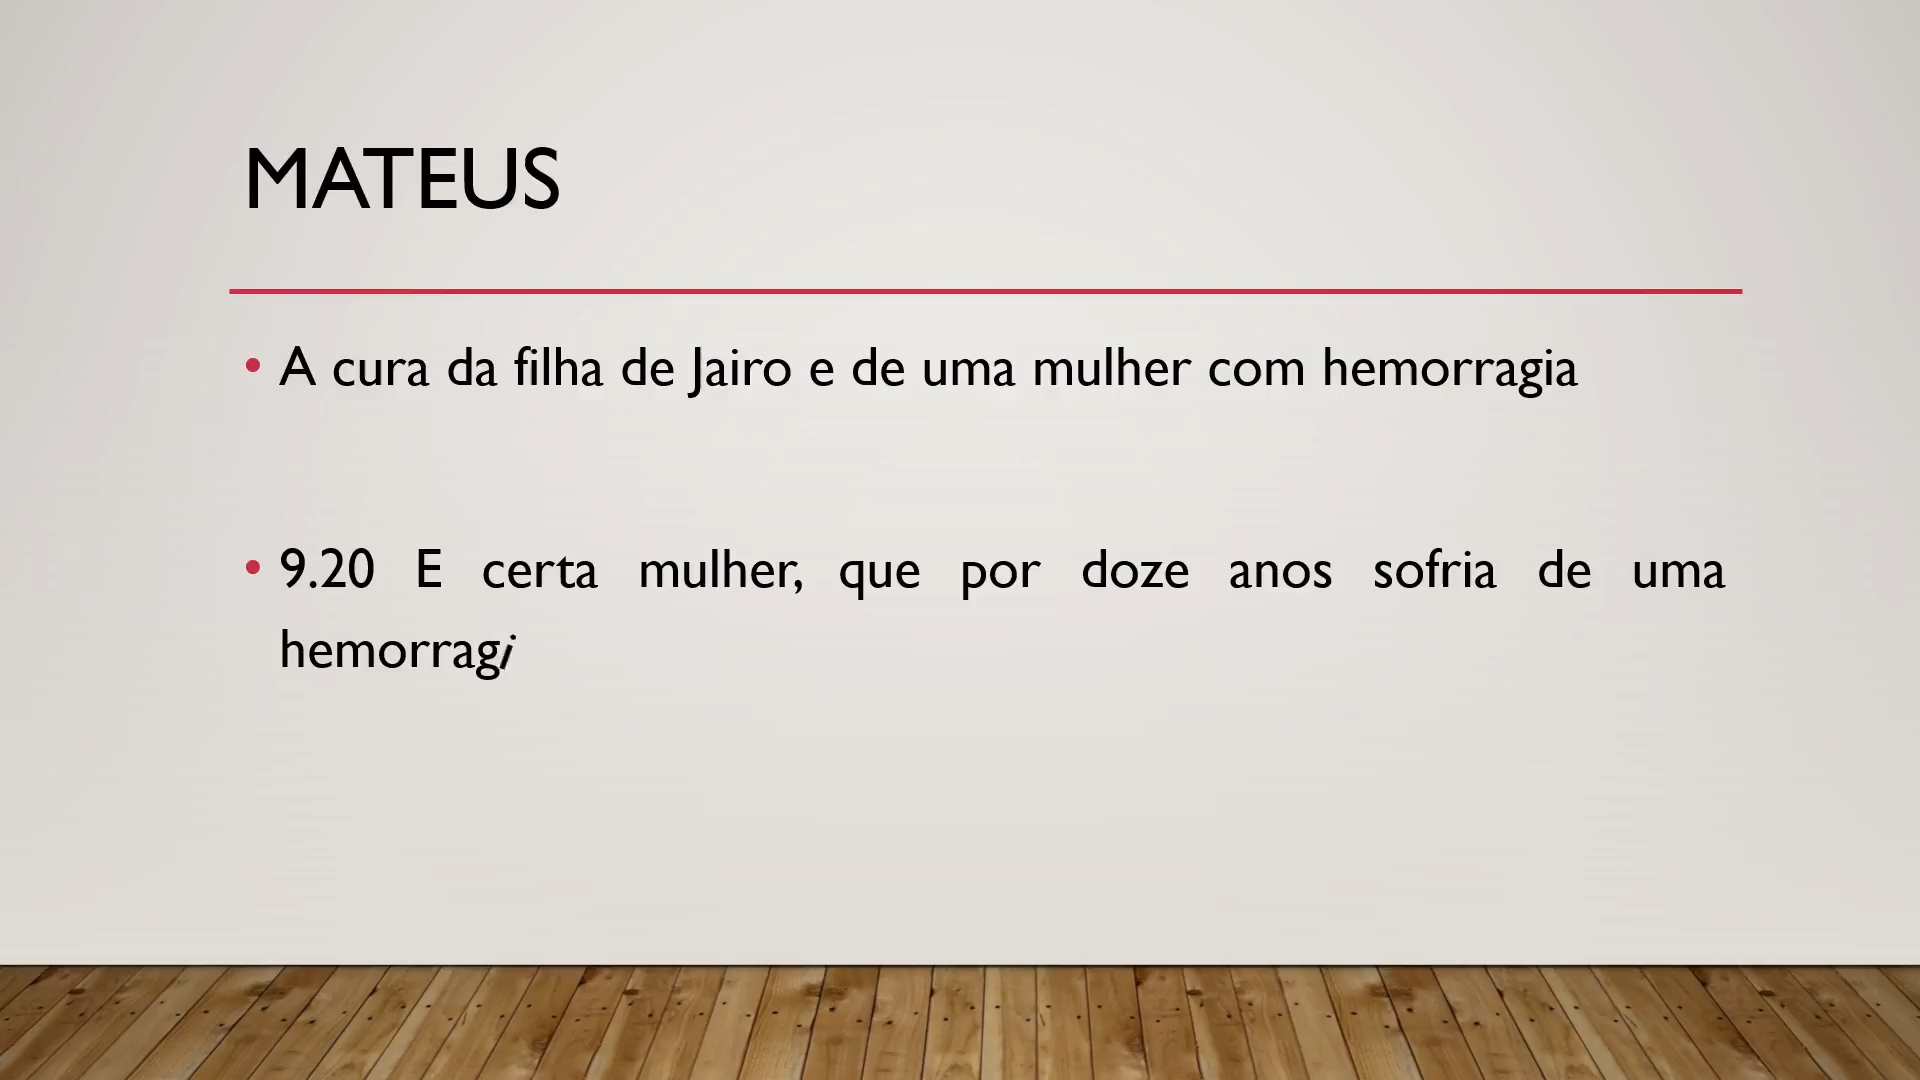 MATEUS
• A cura da filha de Jairo e de uma mulher com hemorragia
• 9.20 E certa mulher, que por doze anos sofria de uma
hemorragi